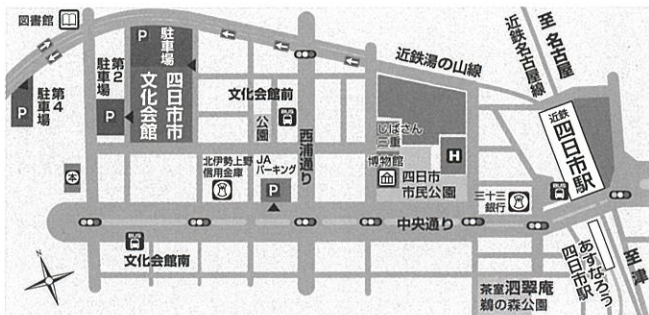 図書館
P
第4
駐車場
第2
駐車場
P
P
駐車場
四日市市
文化会館
文化会館前
BUS
公園
西浦通り
近鉄湯の山線
近鉄名古屋線
至 名古屋
じばさん
三重
博物館
H
四日市
市民公園
近鉄
四日市駅
BUS
北伊勢上野
信用金庫
JA
パーキング
P
本
三十三
銀行
中央通り
BUS
文化会館南
あすなろう
四日市駅
至 津
茶室 泗翠庵
鵜の森公園
N